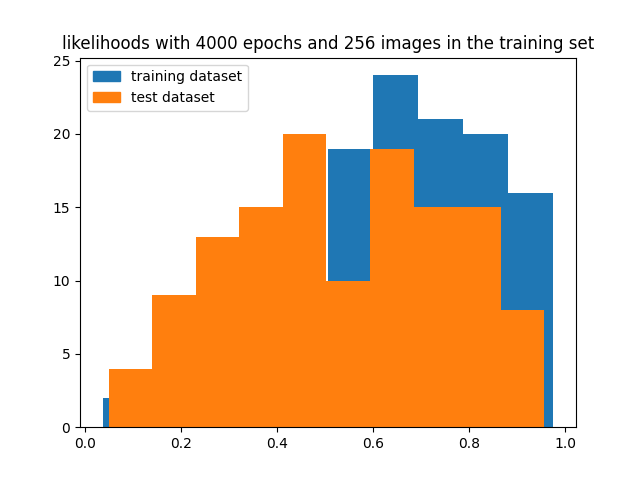 likelihoods with 4000 epochs and 256 images in the training set
training dataset
test dataset
25
20
15
10
5
0
0.0 0.2 0.4 0.6 0.8 1.0